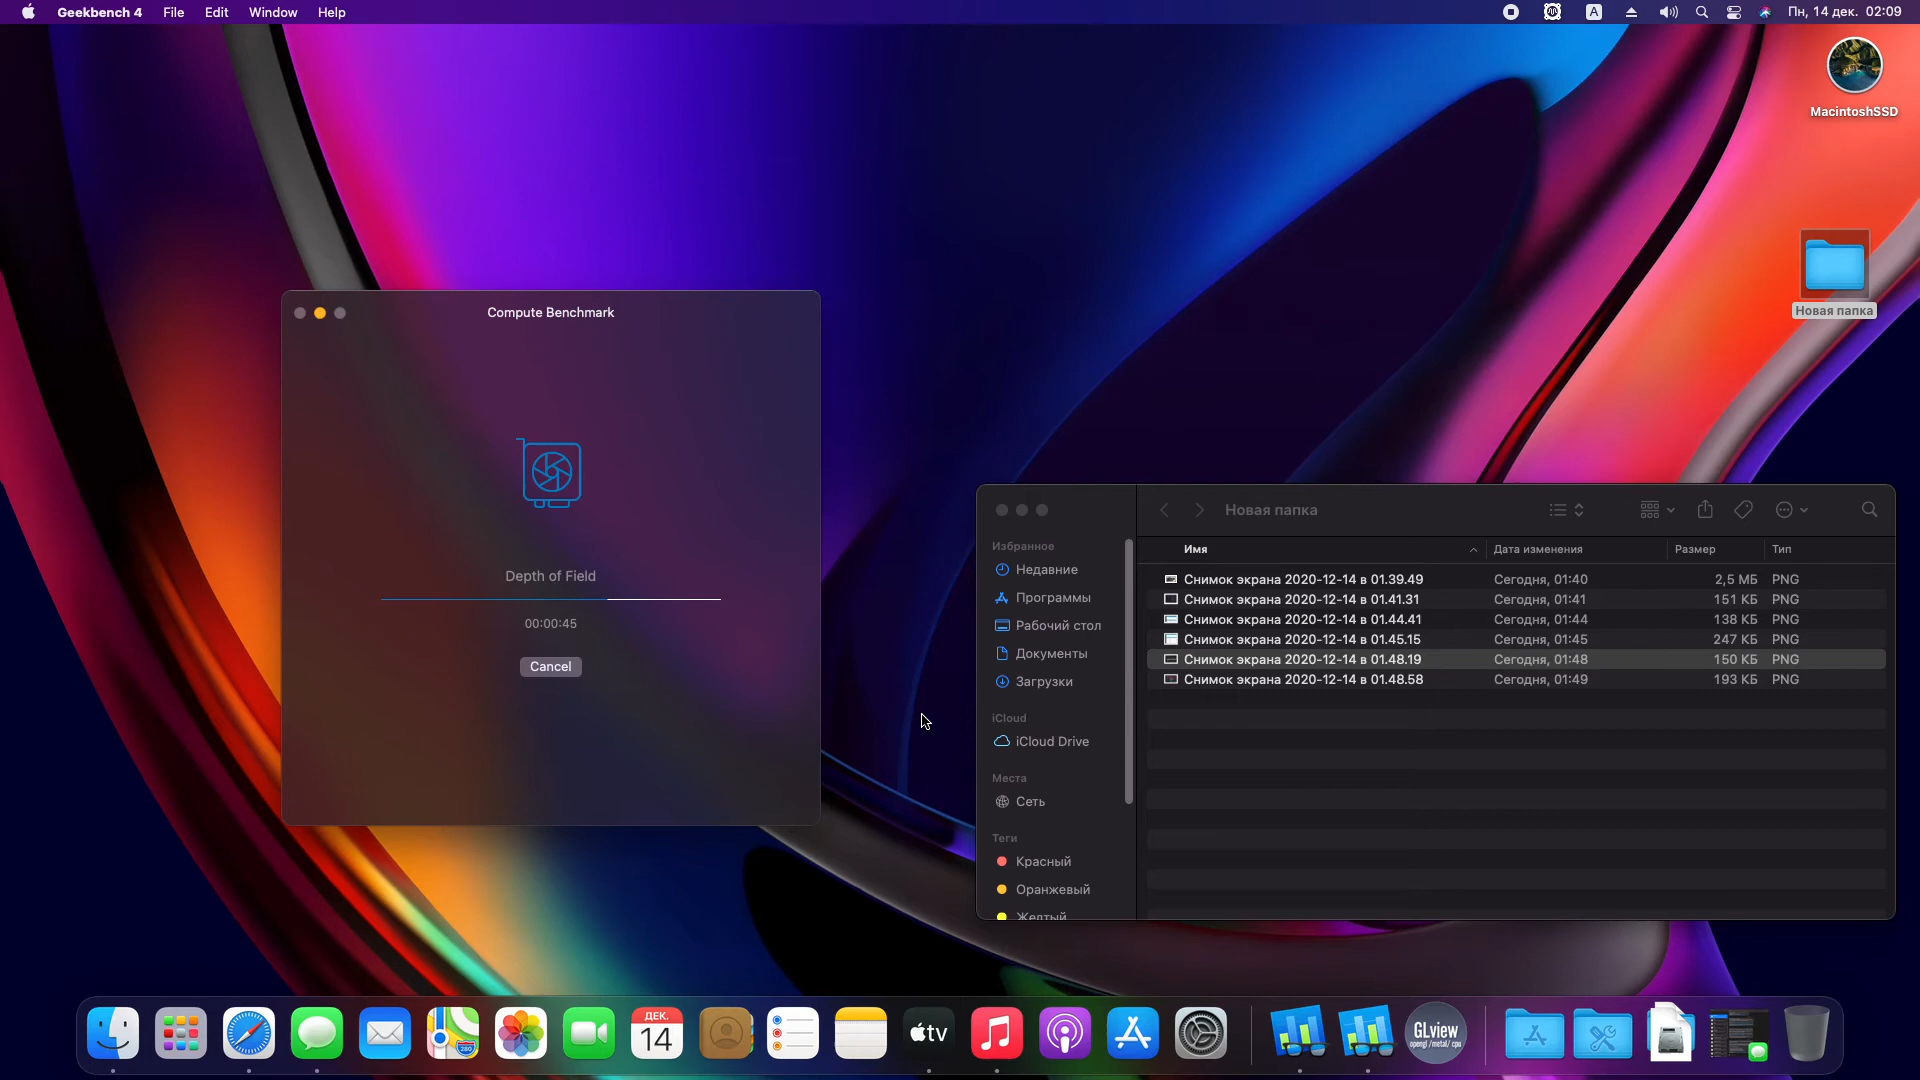 Geekbench 4 File Edit Window Help
A Пн, 14 дек. 02:09
MacintoshSSD
Новая папка
Compute Benchmark
Depth of Field
00:00:45
Cancel
Новая папка
Избранное
Недавние
Программы
Рабочий стол
Документы
Загрузки
iCloud
iCloud Drive
Места
Сеть
Теги
Красный
Оранжевый
Желтый
Имя Дата изменения Размер Тип
Снимок экрана 2020-12-14 в 01.39.49 Сегодня, 01:40 2,5 МБ PNG
Снимок экрана 2020-12-14 в 01.41.31 Сегодня, 01:41 151 КБ PNG
Снимок экрана 2020-12-14 в 01.44.41 Сегодня, 01:44 138 КБ PNG
Снимок экрана 2020-12-14 в 01.45.15 Сегодня, 01:45 247 КБ PNG
Снимок экрана 2020-12-14 в 01.48.19 Сегодня, 01:48 150 КБ PNG
Снимок экрана 2020-12-14 в 01.48.58 Сегодня, 01:49 193 КБ PNG
280
ДЕК.
14
tv
GLview
opengl /metal/ cpu